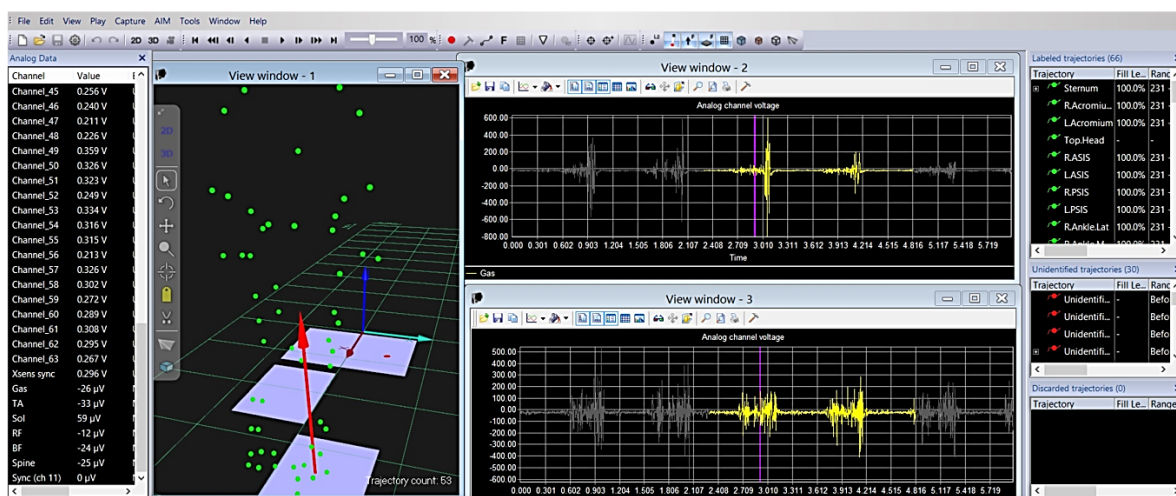 File Edit View Play Capture AIM Tools Window Help
2D 3D F 100 %
Analog Data
Channel Value
Channel_45 0.256 V
Channel_46 0.240 V
Channel_47 0.211 V
Channel_48 0.226 V
Channel_49 0.359 V
Channel_50 0.326 V
Channel_51 0.323 V
Channel_52 0.249 V
Channel_53 0.334 V
Channel_54 0.316 V
Channel_55 0.315 V
Channel_56 0.213 V
Channel_57 0.326 V
Channel_58 0.302 V
Channel_59 0.272 V
Channel_60 0.289 V
Channel_61 0.308 V
Channel_62 0.295 V
Channel_63 0.267 V
Xsens sync 0.296 V
Gas -26 µV
TA -33 µV
Sol 59 µV
RF -12 µV
BF -24 µV
Spine -25 µV
Sync (ch 11) 0 µV
View window - 1
2D
3D
Trajectory count: 53
View window - 2
Analog channel voltage
600.00
400.00
200.00
0.00
-200.00
-400.00
-600.00
-800.00
0.000 0.301 0.602 0.903 1.204 1.505 1.806 2.107 2.408 2.709 3.010 3.311 3.612 3.913 4.214 4.515 4.816 5.117 5.418 5.719
Time
Gas
View window - 3
Analog channel voltage
500.00
400.00
300.00
200.00
100.00
0.00
-100.00
-200.00
-300.00
-400.00
-500.00
-600.00
0.000 0.301 0.602 0.903 1.204 1.505 1.806 2.107 2.408 2.709 3.010 3.311 3.612 3.913 4.214 4.515 4.816 5.117 5.418 5.719
Labeled trajectories (66)
Trajectory Fill Le... Rang
Sternum 100.0% 231 -
R.Acromiu... 100.0% 231 -
L.Acromium 100.0% 231 -
Top.Head - -
R.ASIS 100.0% 231 -
L.ASIS 100.0% 231 -
R.PSIS 100.0% 231 -
L.PSIS 100.0% 231 -
R.Ankle.Lat 100.0% 231 -
Unidentified trajectories (30)
Trajectory Fill Le... Ranc
Unidentifi... - Befo
Unidentifi... - Befo
Unidentifi... - Befo
Unidentifi... - Befo
Discarded trajectories (0)
Trajectory Fill Le... Range